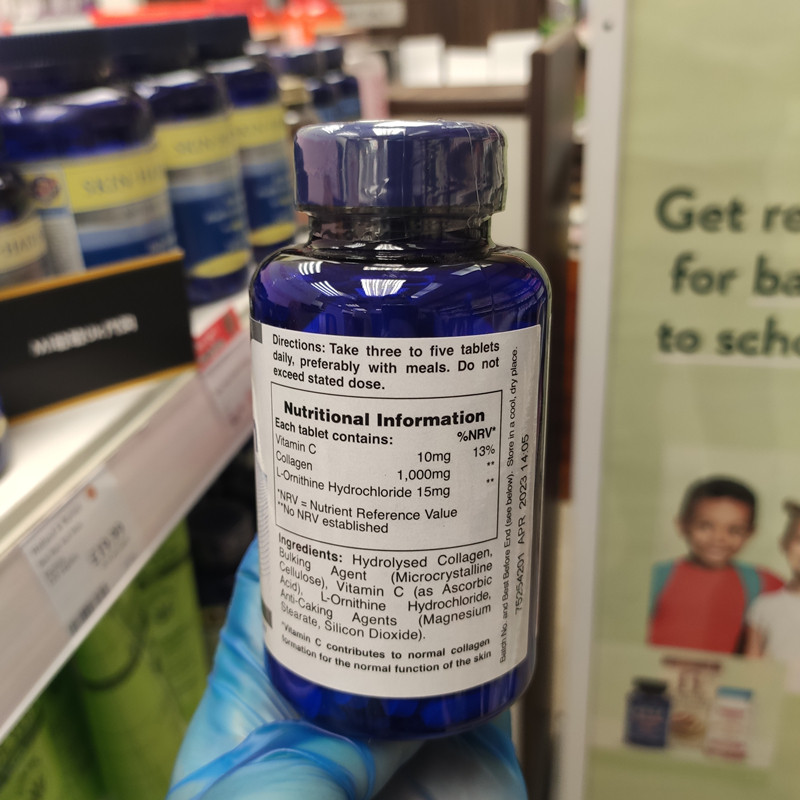 Directions: Take three to five tablets
daily, preferably with meals. Do not
exceed stated dose.
Nutritional Information
Each tablet contains: %NRV*
Vitamin C 10mg 13%
Collagen 1,000mg **
L-Ornithine Hydrochloride 15mg **
*NRV = Nutrient Reference Value
**No NRV established
Ingredients: Hydrolysed Collagen,
Bulking Agent (Microcrystalline
Cellulose), Vitamin C (as Ascorbic
Acid), L-Ornithine Hydrochloride,
Anti-Caking Agents (Magnesium
Stearate, Silicon Dioxide).
*Vitamin C contributes to normal collagen
formation for the normal function of the skin
Batch No. and Best Before End (see below). Store in a cool, dry place.
75254201 APR 2023 14:05
Get re
for ba
to scho